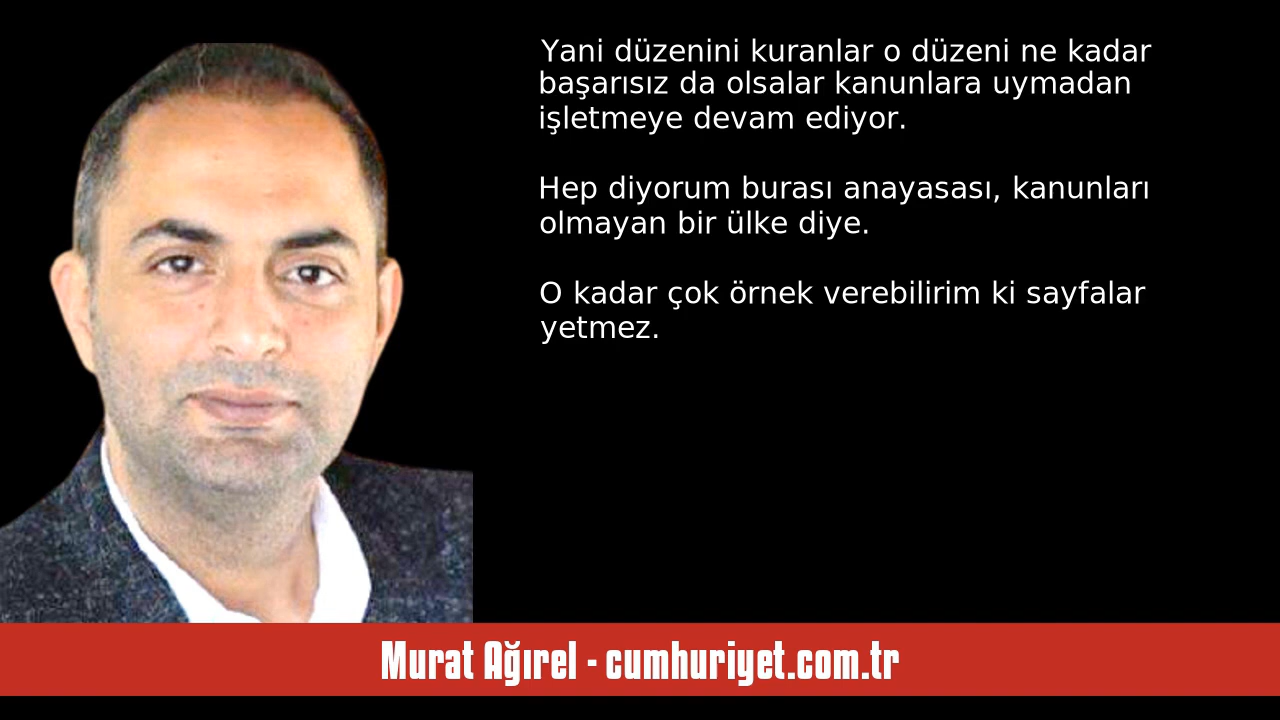 Yani düzenini kuranlar o düzeni ne kadar
başarısız da olsalar kanunlara uymadan
işletmeye devam ediyor.
Hep diyorum burası anayasası, kanunları
olmayan bir ülke diye.
O kadar çok örnek verebilirim ki sayfalar
yetmez.
Murat Ağırel - cumhuriyet.com.tr